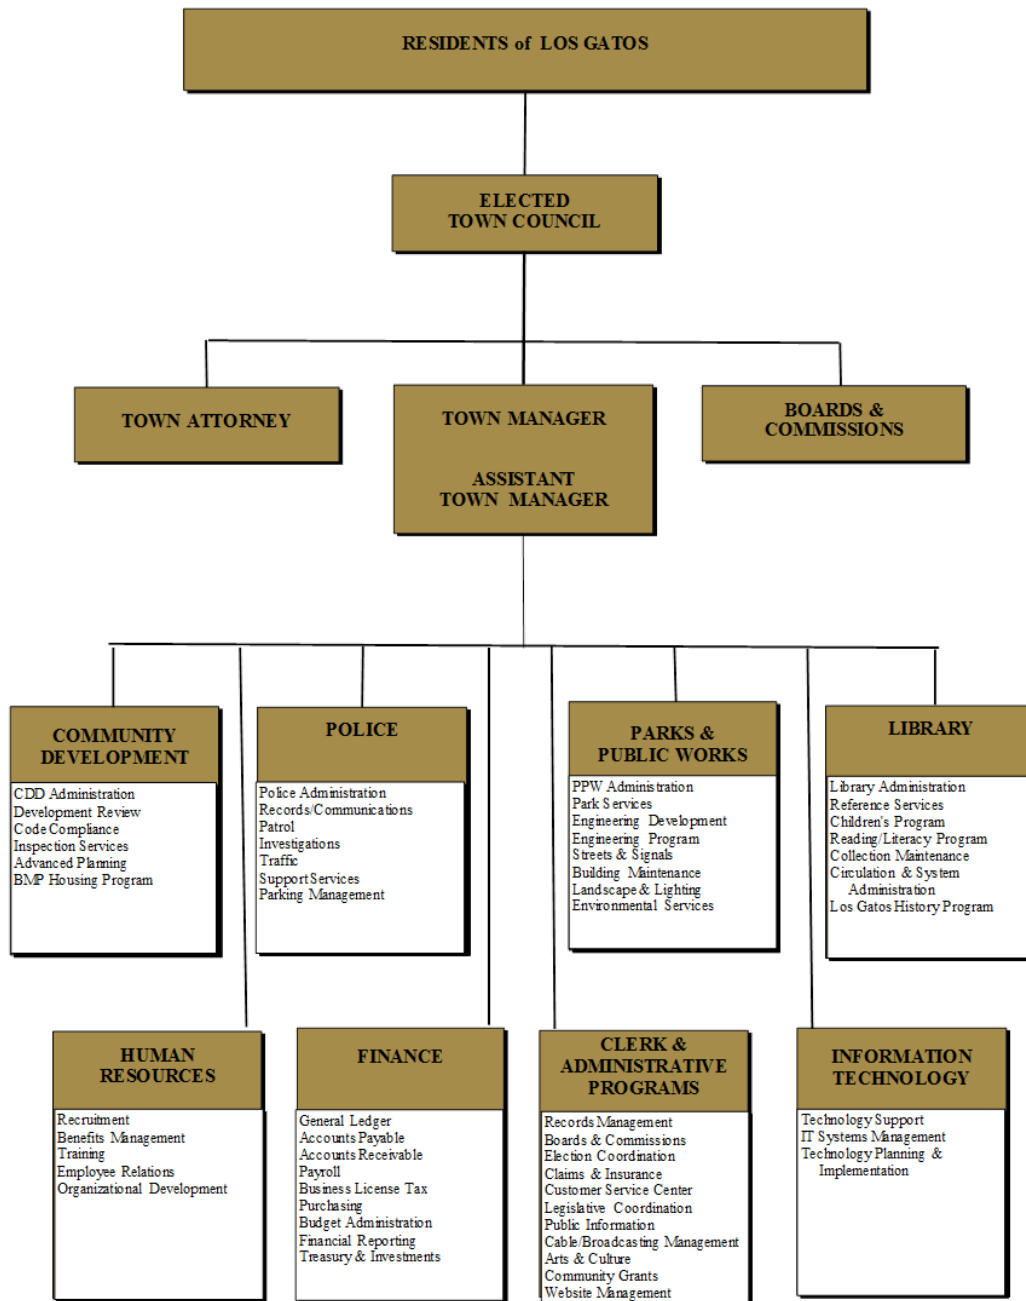 RESIDENTS of LOS GATOS
ELECTED
TOWN COUNCIL
TOWN ATTORNEY
TOWN MANAGER
ASSISTANT
TOWN MANAGER
BOARDS &
COMMISSIONS
COMMUNITY
DEVELOPMENT
CDD Administration
Development Review
Code Compliance
Inspection Services
Advanced Planning
BMP Housing Program
POLICE
Police Administration
Records/Communications
Patrol
Investigations
Traffic
Support Services
Parking Management
PARKS &
PUBLIC WORKS
PPW Administration
Park Services
Engineering Development
Engineering Program
Streets & Signals
Building Maintenance
Landscape & Lighting
Environmental Services
LIBRARY
Library Administration
Reference Services
Children's Program
Reading/Literacy Program
Collection Maintenance
Circulation & System
Administration
Los Gatos History Program
HUMAN
RESOURCES
Recruitment
Benefits Management
Training
Employee Relations
Organizational Development
FINANCE
General Ledger
Accounts Payable
Accounts Receivable
Payroll
Business License Tax
Purchasing
Budget Administration
Financial Reporting
Treasury & Investments
CLERK &
ADMINISTRATIVE
PROGRAMS
Records Management
Boards & Commissions
Election Coordination
Claims & Insurance
Customer Service Center
Legislative Coordination
Public Information
Cable/Broadcasting Management
Arts & Culture
Community Grants
Website Management
INFORMATION
TECHNOLOGY
Technology Support
IT Systems Management
Technology Planning &
Implementation